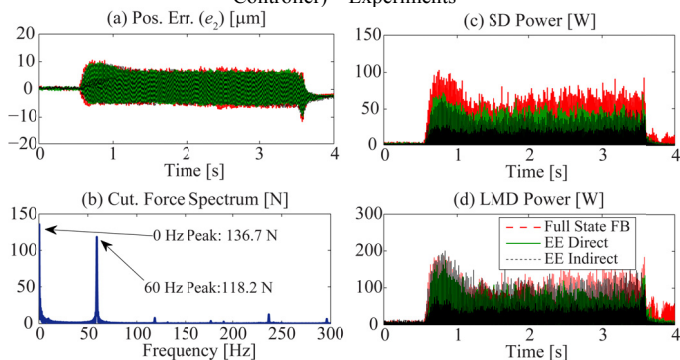 Controller) – Experiments
(a) Pos. Err. (e2) [µm]
20
10
0
−10
−20
0
1
2
3
4
Time [s]
(c) SD Power [W]
150
100
50
0
0
1
2
3
4
Time [s]
(b) Cut. Force Spectrum [N]
150
100
50
0
0 Hz Peak: 136.7 N
60 Hz Peak:118.2 N
0
50
100
150
200
250
300
Frequency [Hz]
(d) LMD Power [W]
300
200
100
0
Full State FB
EE Direct
EE Indirect
0
1
2
3
4
Time [s]